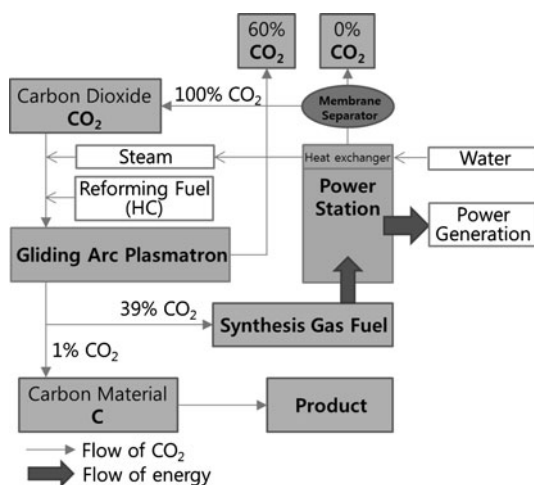 60%
CO2
0%
CO2
Carbon Dioxide
CO2
100% CO2
Membrane
Separator
Steam
Heat exchanger
Water
Reforming Fuel
(HC)
Power
Station
Power
Generation
Gliding Arc Plasmatron
39% CO2
Synthesis Gas Fuel
1% CO2
Carbon Material
C
Product
Flow of CO2
Flow of energy